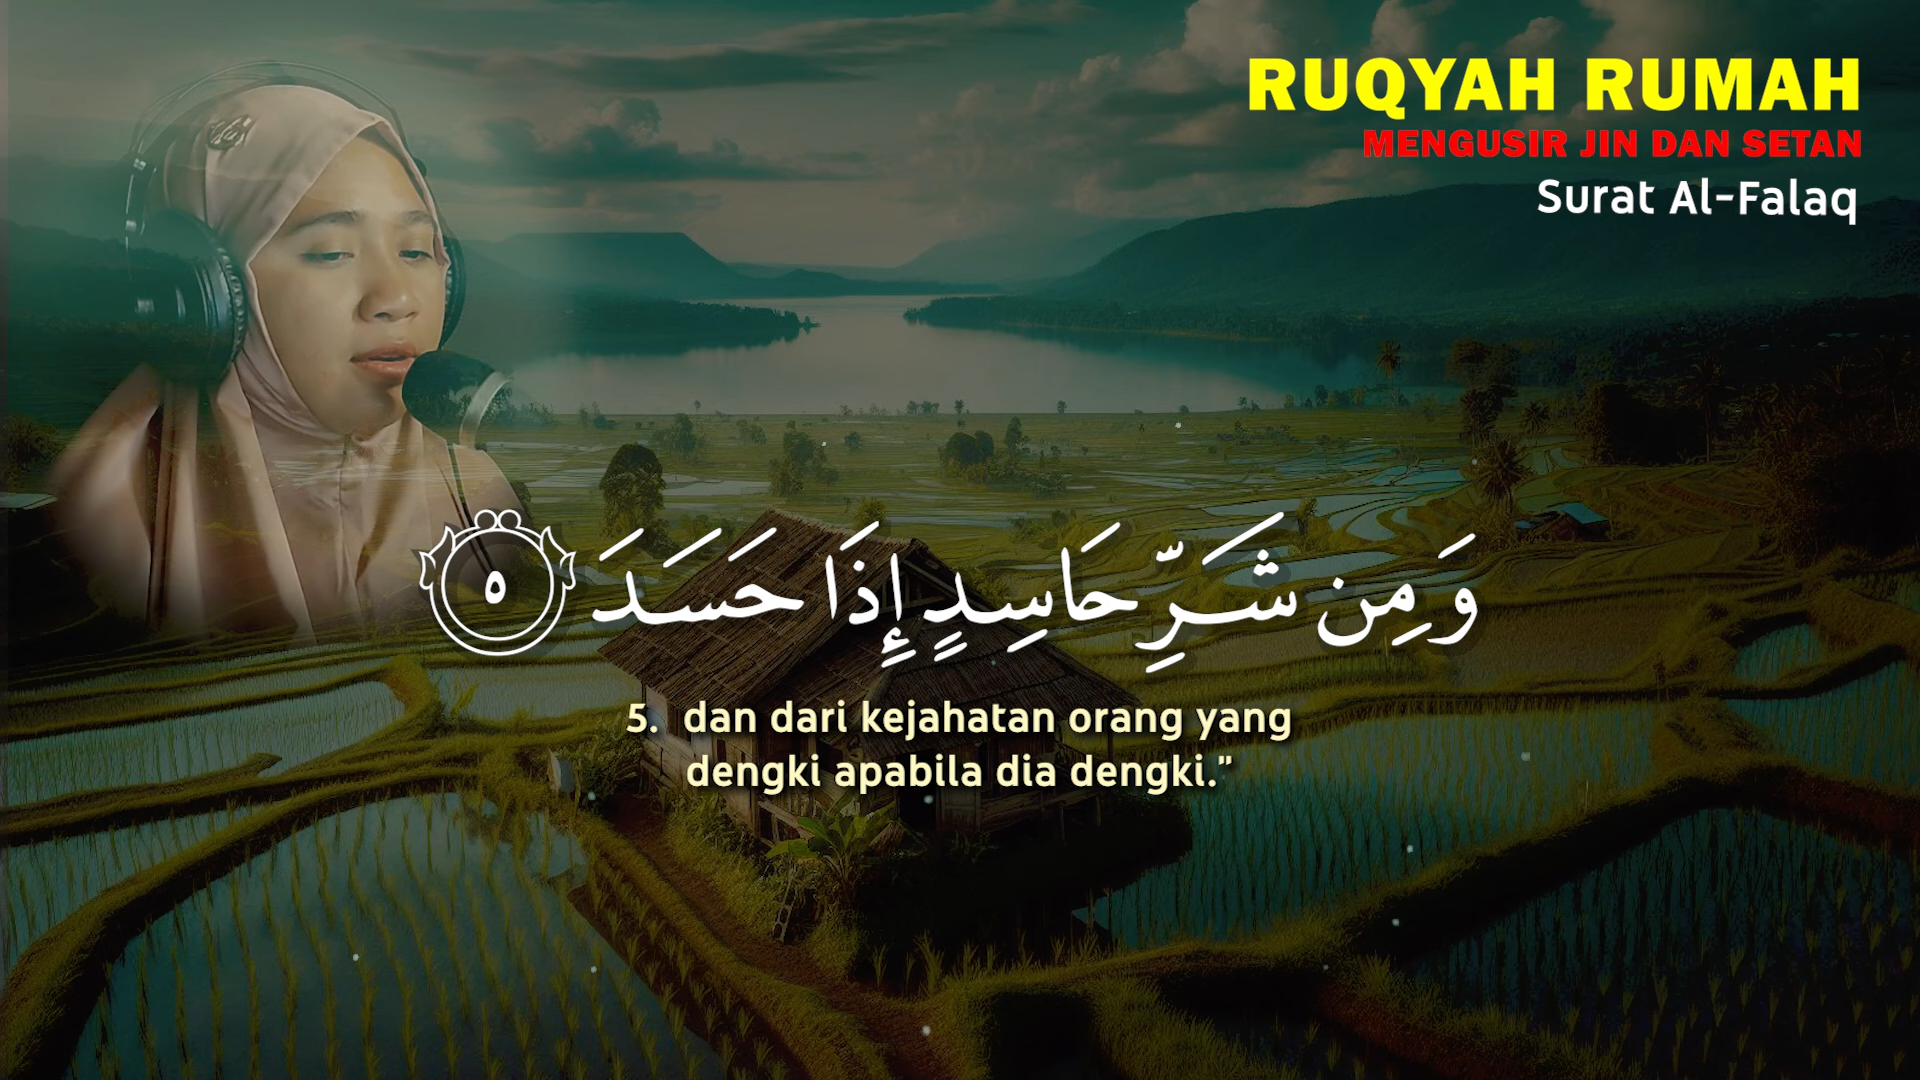 RUQYAH RUMAH
MENGUSIR JIN DAN SETAN
Surat Al-Falaq
وَمِن شَرِّ حَاسِدٍ إِذَا حَسَدَ ٥
5. dan dari kejahatan orang yang
dengki apabila dia dengki.”